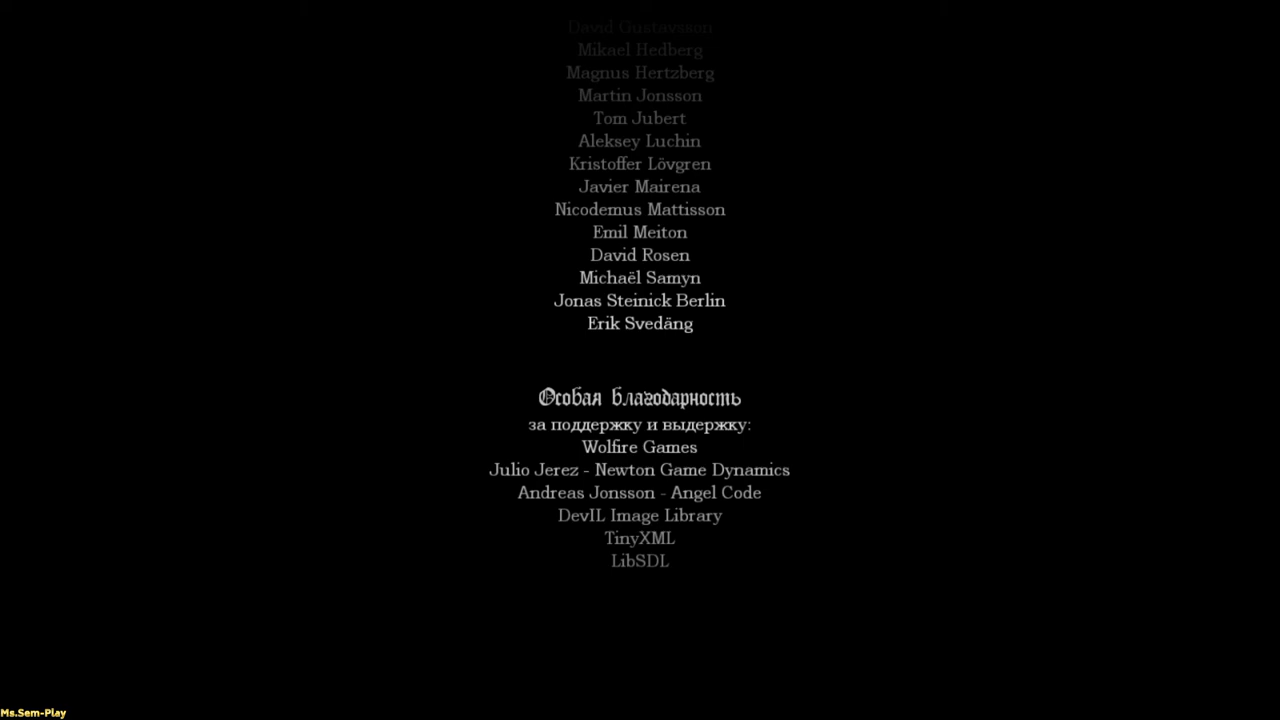 David Gustavsson
Mikael Hedberg
Magnus Hertzberg
Martin Jonsson
Tom Jubert
Aleksey Luchin
Kristoffer Lövgren
Javier Mairena
Nicodemus Mattisson
Emil Meiton
David Rosen
Michaël Samyn
Jonas Steinick Berlin
Erik Svedäng
Особая благодарность
за поддержку и выдержку:
Wolfire Games
Julio Jerez - Newton Game Dynamics
Andreas Jonsson - Angel Code
DevIL Image Library
TinyXML
LibSDL
Ms.Sem-Play